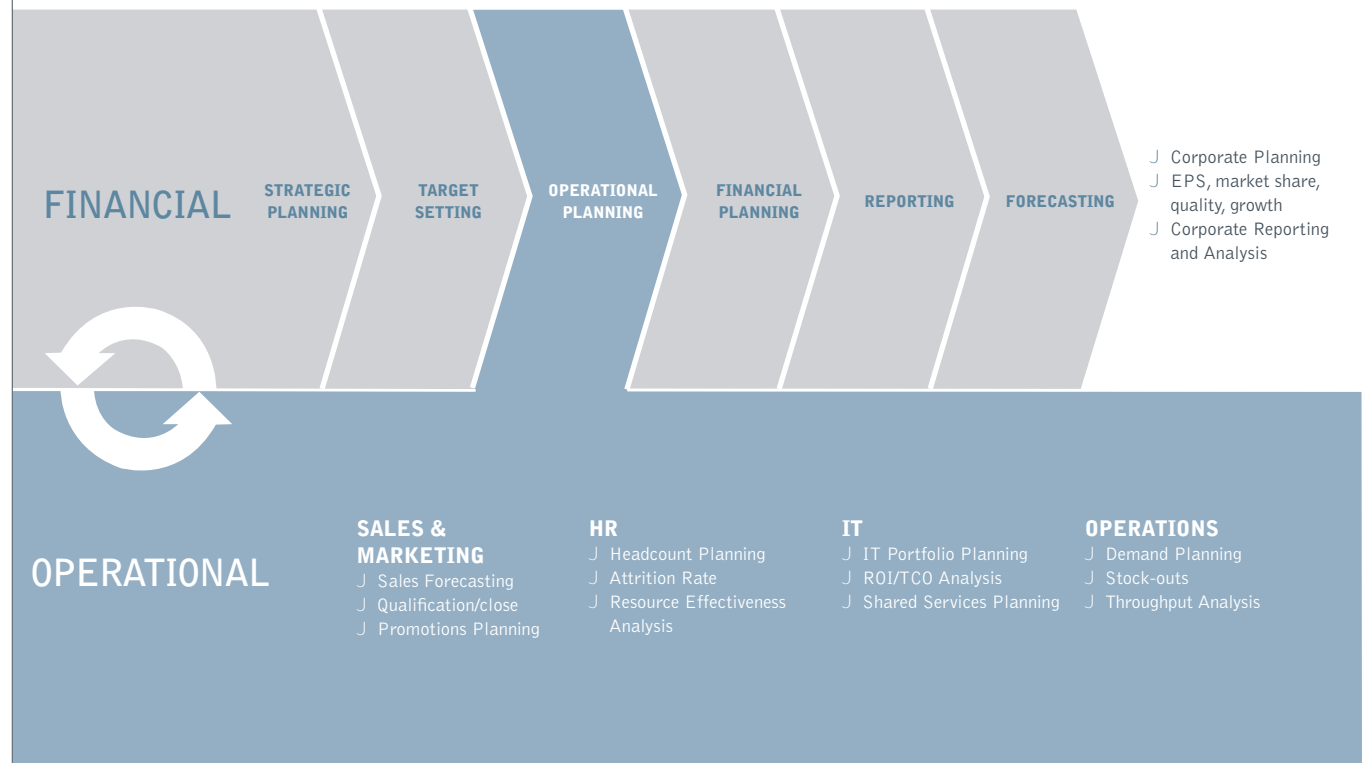 FINANCIAL
STRATEGIC
PLANNING
TARGET
SETTING
OPERATIONAL
PLANNING
FINANCIAL
PLANNING
REPORTING
FORECASTING
Corporate Planning
EPS, market share,
quality, growth
Corporate Reporting
and Analysis
OPERATIONAL
SALES &
MARKETING
Sales Forecasting
Qualification/close
Promotions Planning
HR
Headcount Planning
Attrition Rate
Resource Effectiveness
Analysis
IT
IT Portfolio Planning
ROI/TCO Analysis
Shared Services Planning
OPERATIONS
Demand Planning
Stock-outs
Throughput Analysis